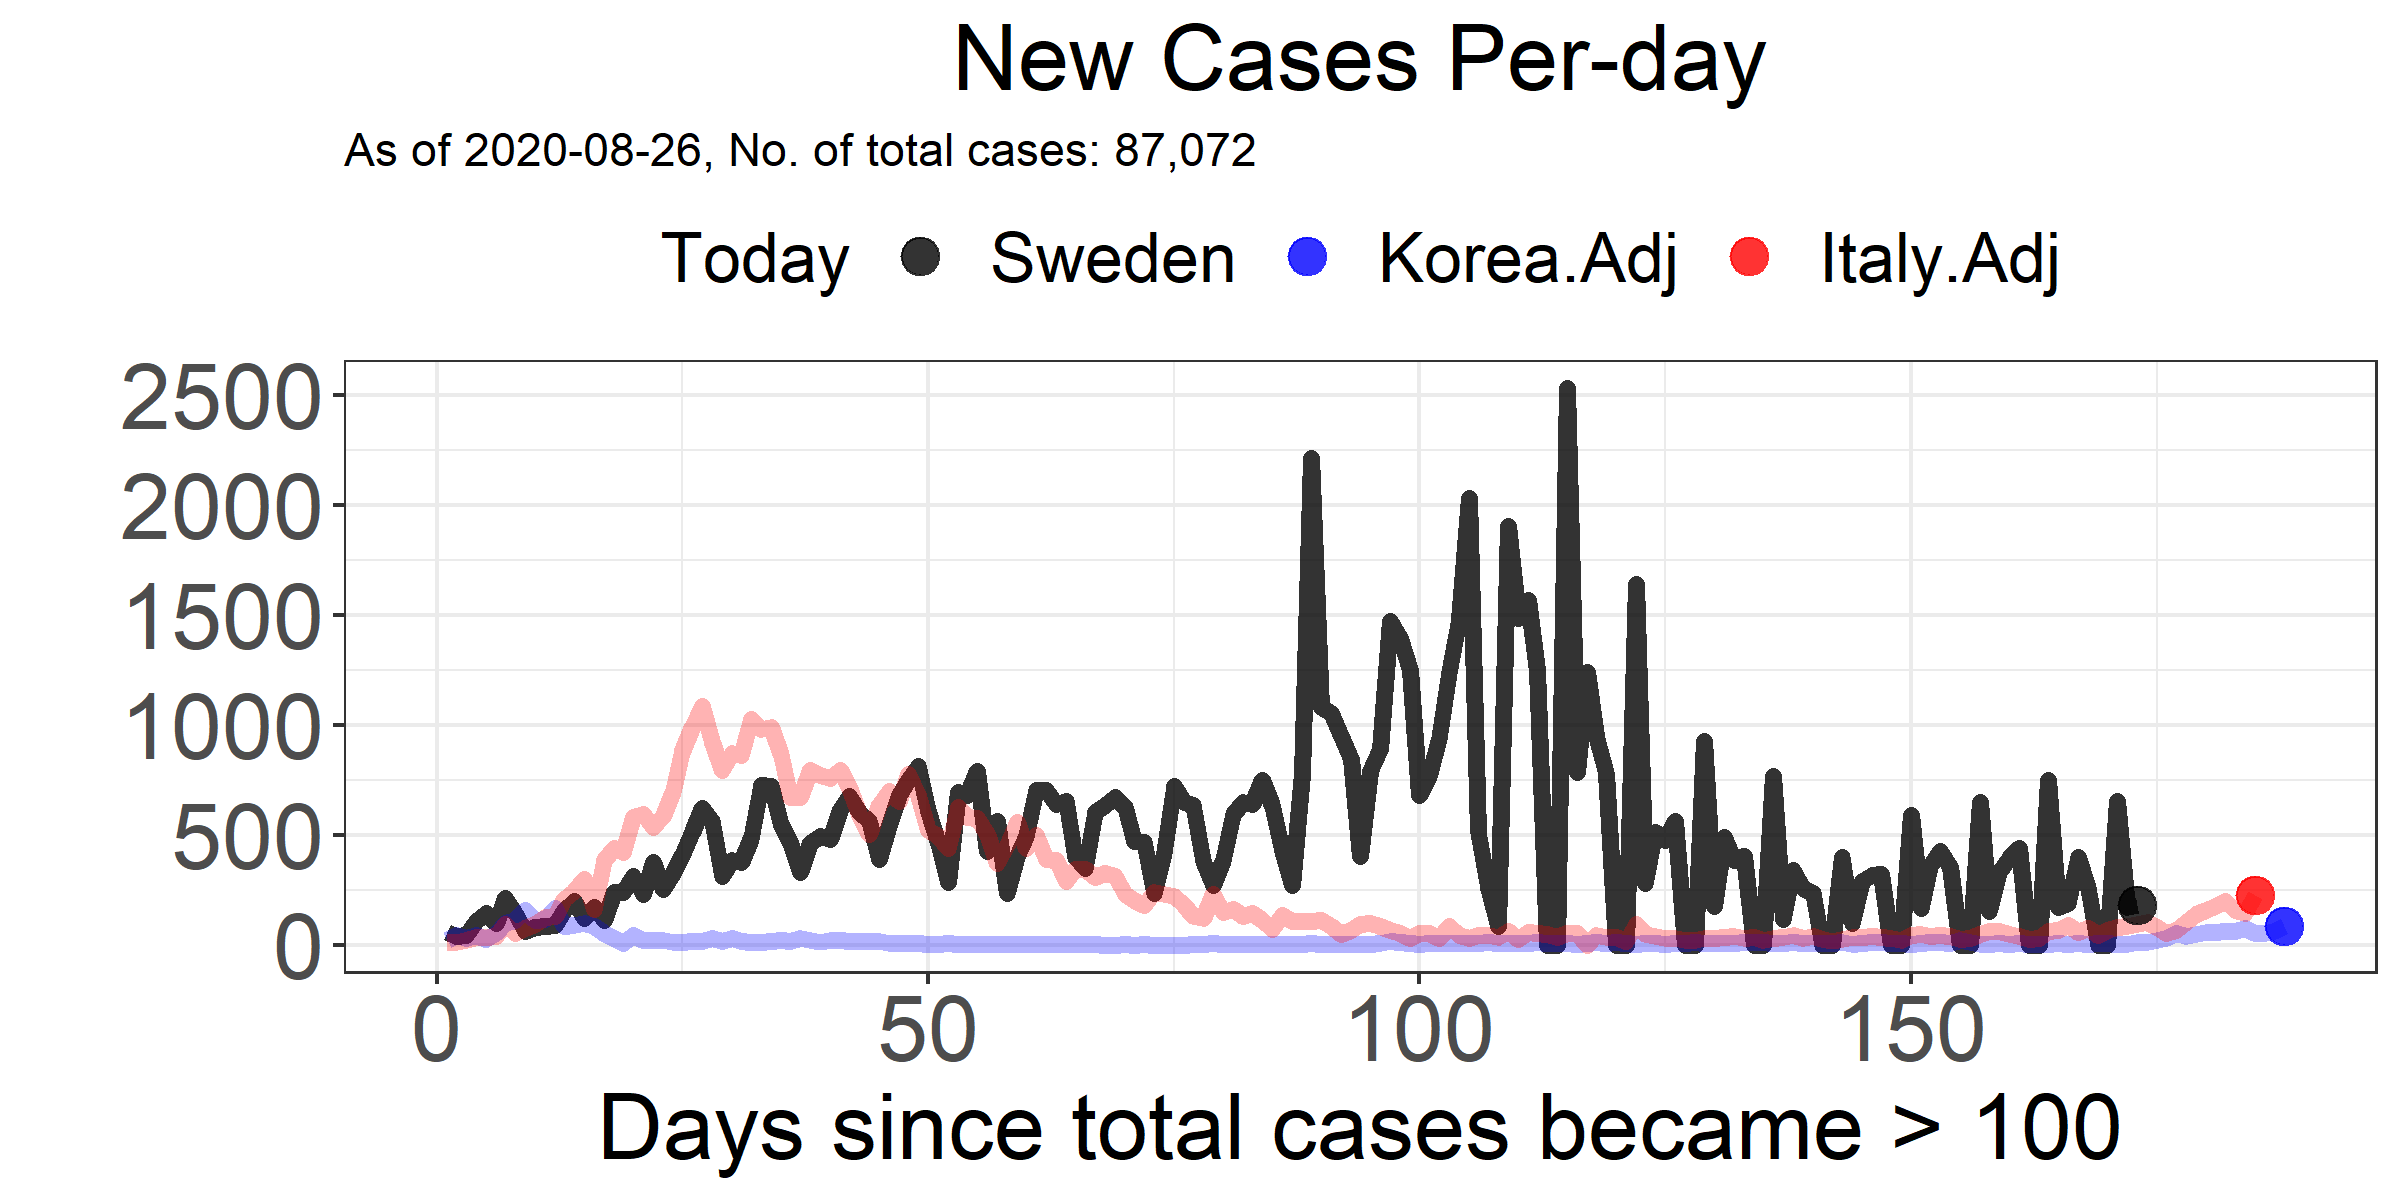 New Cases Per-day
As of 2020-08-26, No. of total cases: 87,072
Today Sweden Korea.Adj Italy.Adj
2500
2000
1500
1000
500
0
0 50 100 150
Days since total cases became > 100